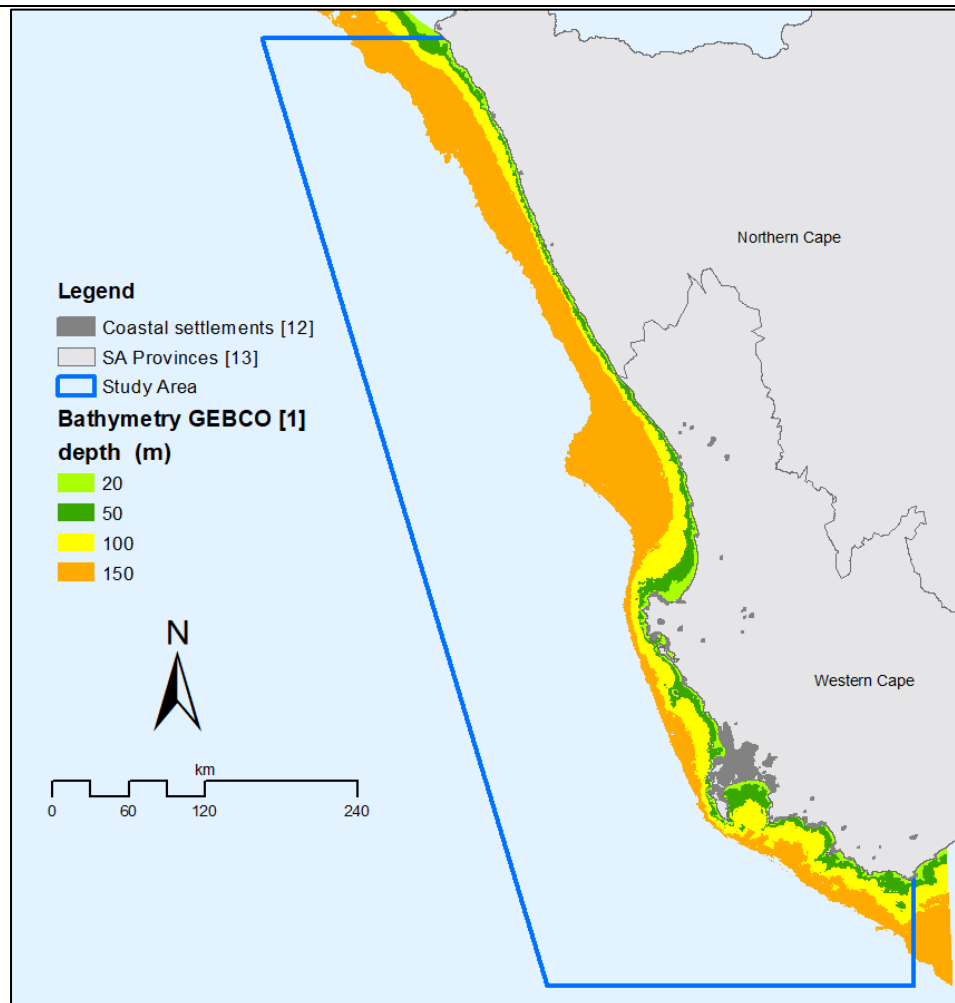 Northern Cape
Legend
Coastal settlements [12]
SA Provinces [13]
Study Area
Bathymetry GEBCO [1]
depth (m)
20
50
100
150
N
Western Cape
km
0 60 120 240